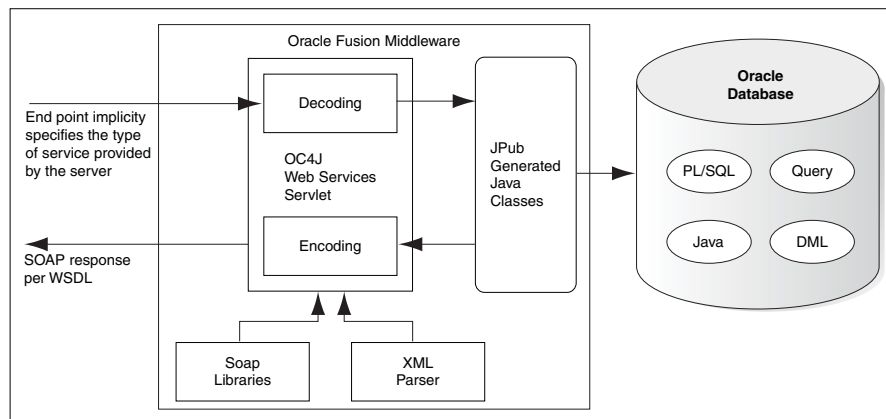 Oracle Fusion Middleware
Decoding
End point implicity
specifies the type
of service provided
by the server
OC4J
Web Services
Servlet
JPub
Generated
Java
Classes
Oracle
Database
PL/SQL
Query
Java
DML
Encoding
SOAP response
per WSDL
Soap
Libraries
XML
Parser